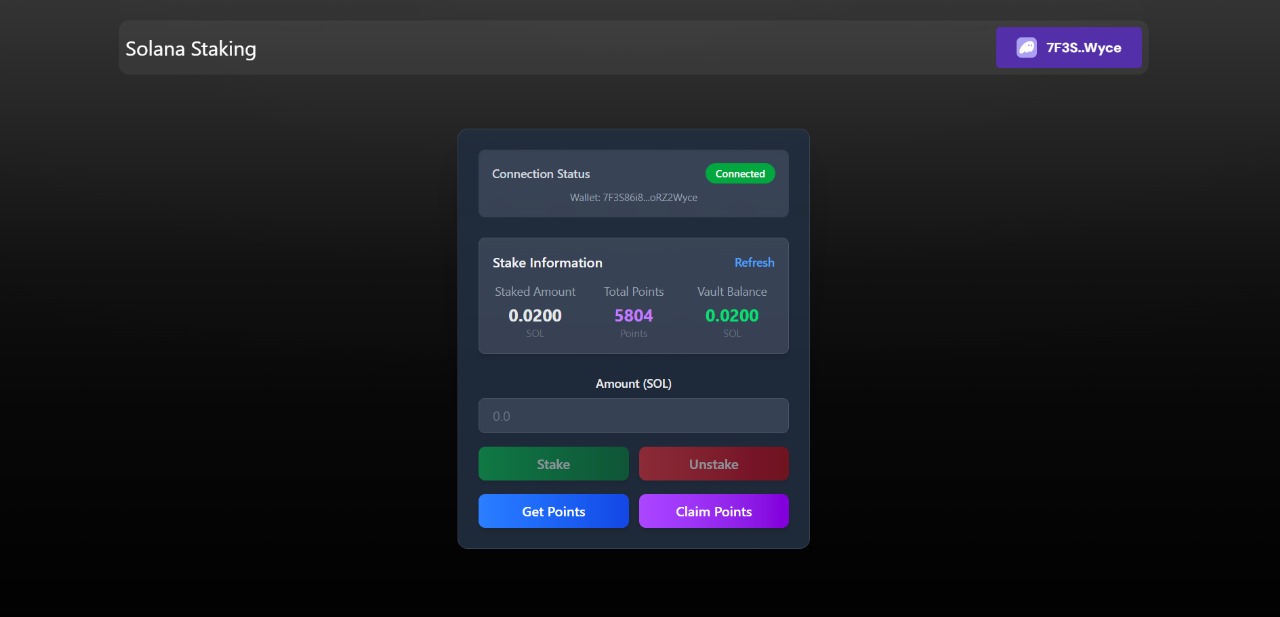 Solana Staking
7F3S..Wyce
Connection Status
Connected
Wallet: 7F3S86i8...oRZ2Wyce
Stake Information
Refresh
Staked Amount Total Points Vault Balance
0.0200 5804 0.0200
SOL Points SOL
Amount (SOL)
0.0
Stake Unstake
Get Points Claim Points